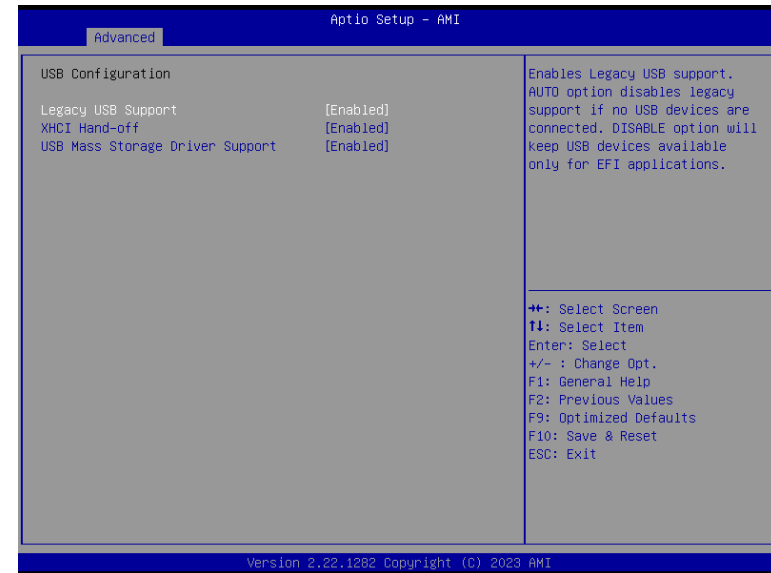 Aptio Setup – AMI
Advanced
USB Configuration
Legacy USB Support [Enabled]
XHCI Hand-off [Enabled]
USB Mass Storage Driver Support [Enabled]
Enables Legacy USB support.
AUTO option disables legacy
support if no USB devices are
connected. DISABLE option will
keep USB devices available
only for EFI applications.
→←: Select Screen
↑↓: Select Item
Enter: Select
+/- : Change Opt.
F1: General Help
F2: Previous Values
F9: Optimized Defaults
F10: Save & Reset
ESC: Exit
Version 2.22.1282 Copyright (C) 2023 AMI